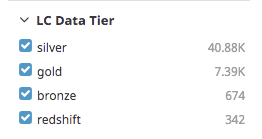 LC Data Tier
silver 40.88K
gold 7.39K
bronze 674
redshift 342